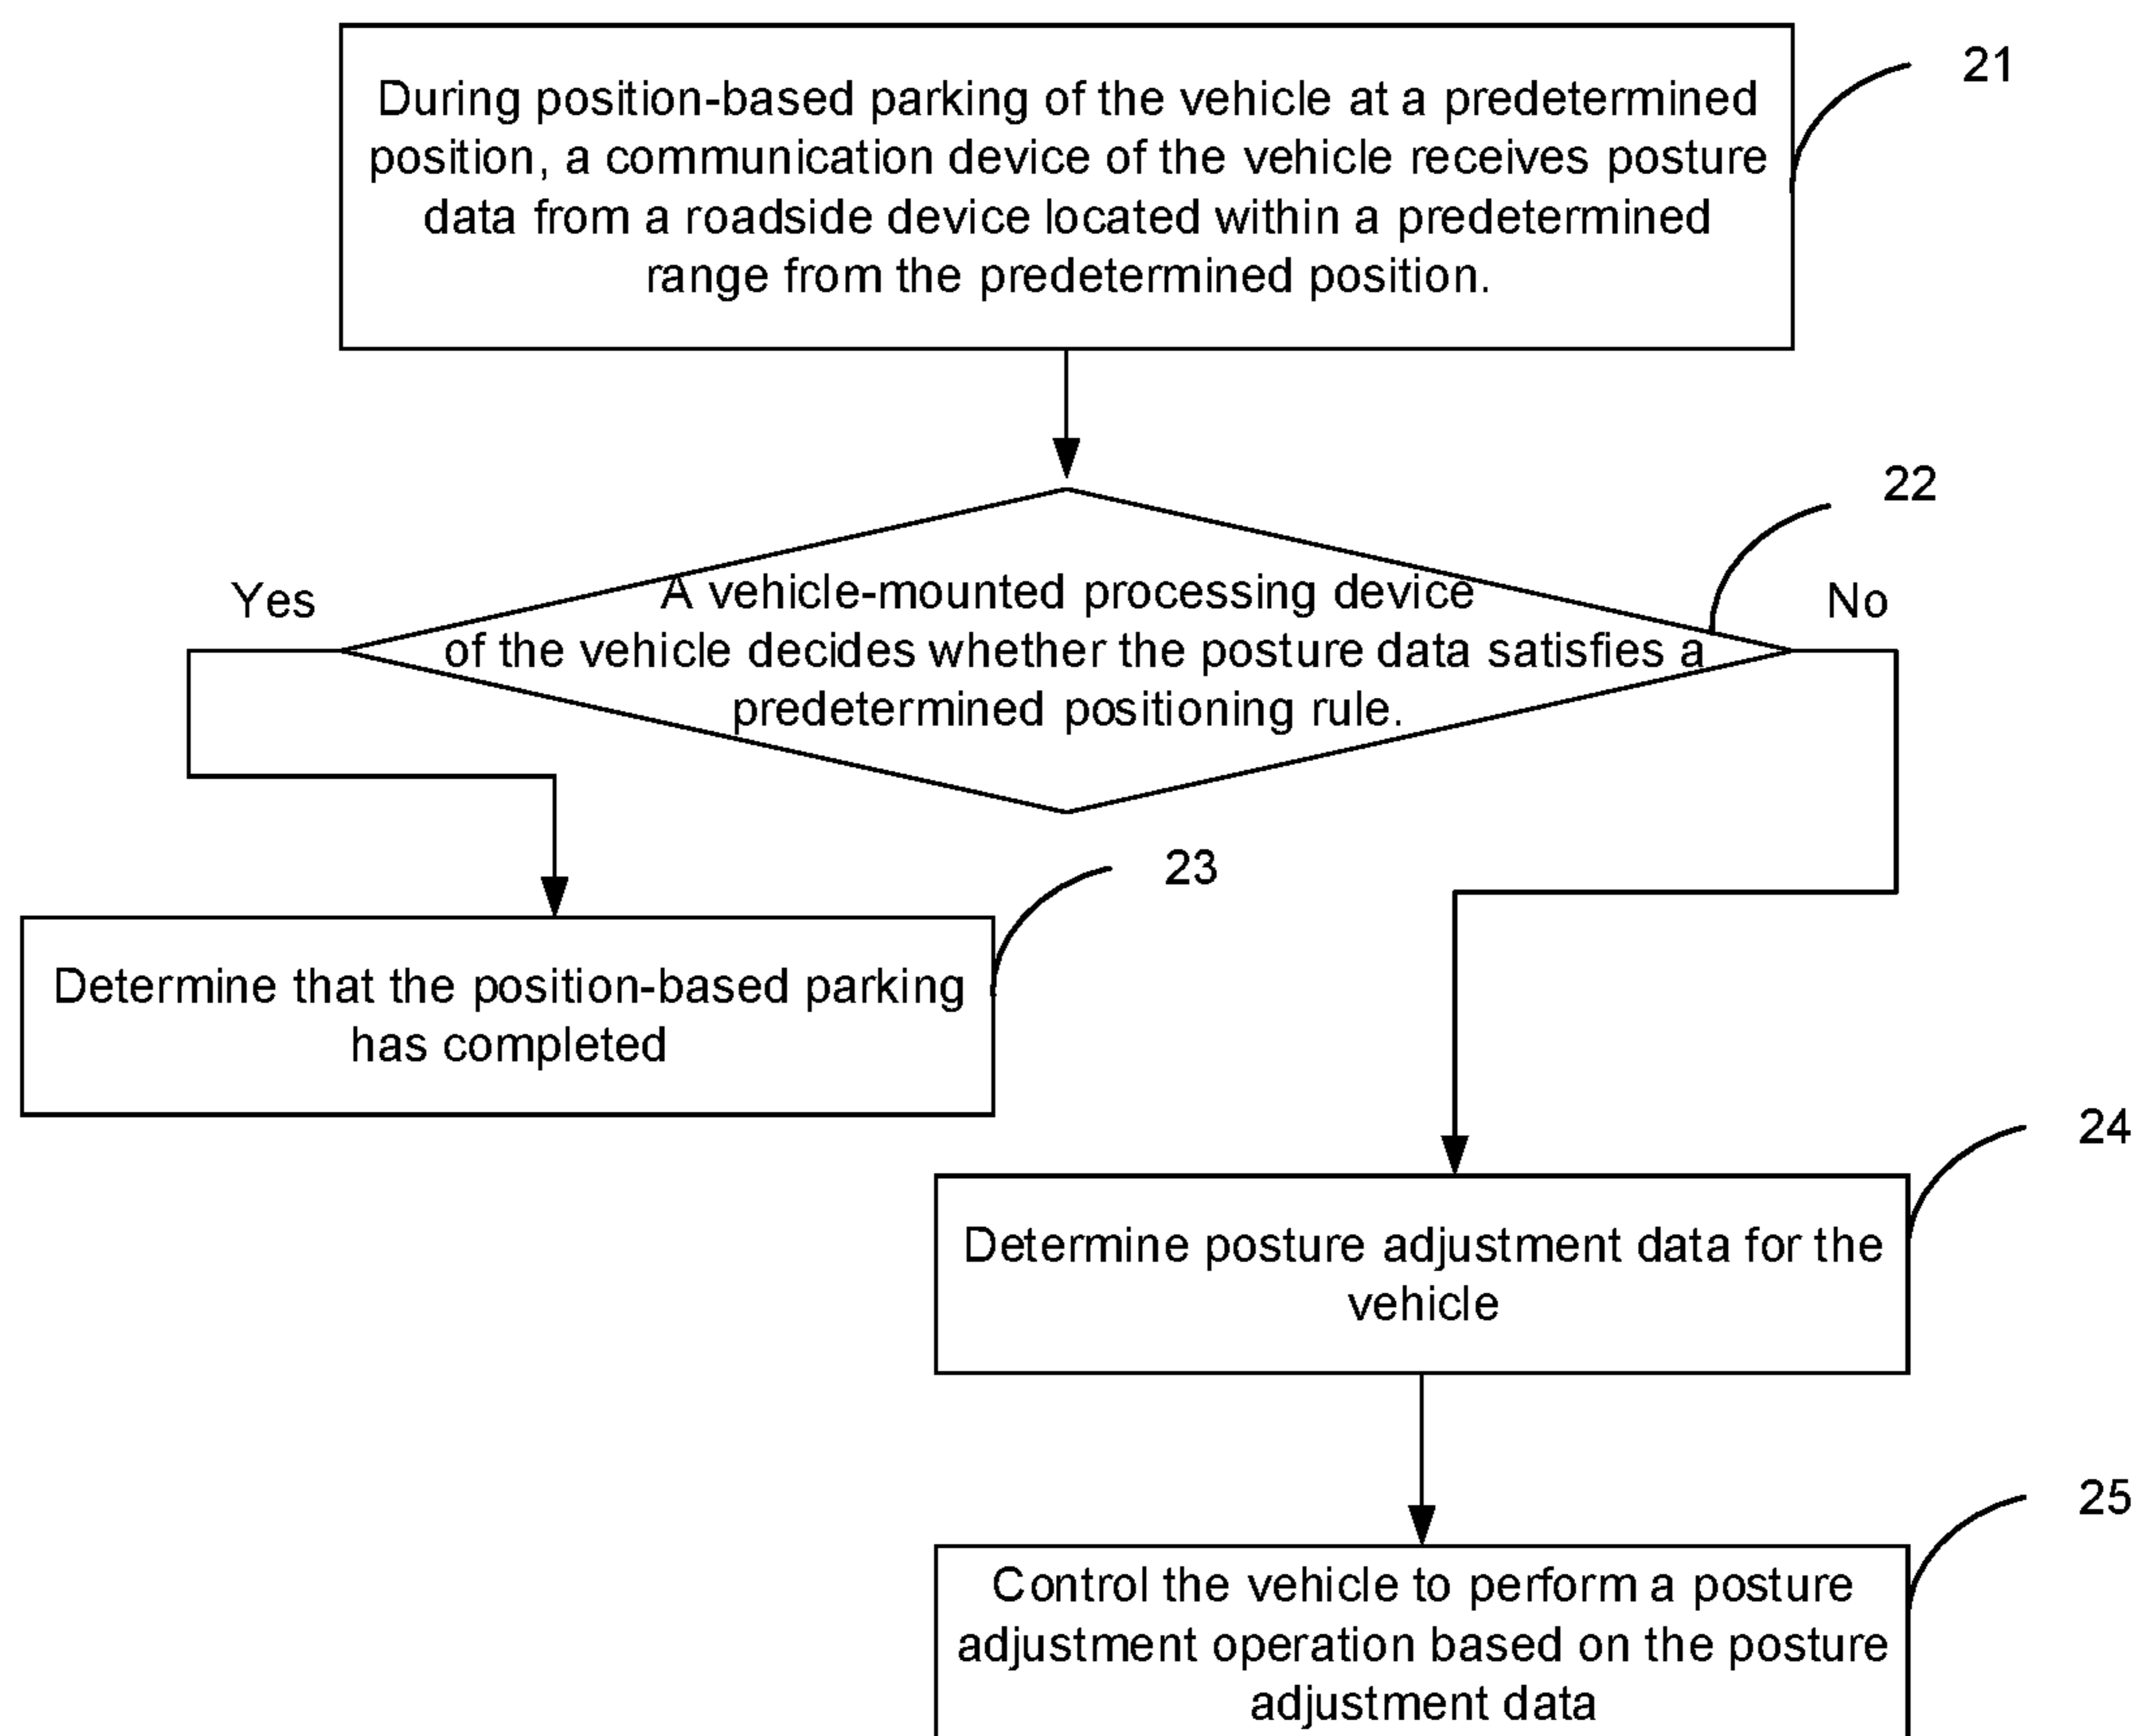 During position-based parking of the vehicle at a predetermined
position, a communication device of the vehicle receives posture
data from a roadside device located within a predetermined
range from the predetermined position.
21
A vehicle-mounted processing device
of the vehicle decides whether the posture data satisfies a
predetermined positioning rule.
22
Yes
No
Determine that the position-based parking
has completed
23
Determine posture adjustment data for the
vehicle
24
Control the vehicle to perform a posture
adjustment operation based on the posture
adjustment data
25